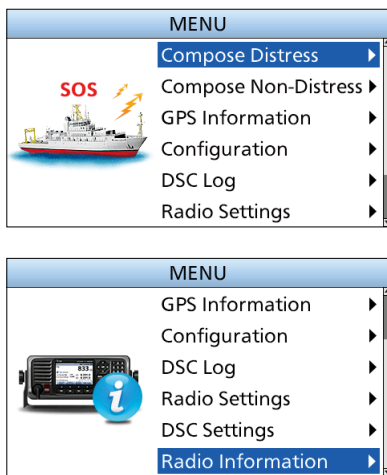 MENU
Compose Distress
SOS
Compose Non-Distress
GPS Information
Configuration
DSC Log
Radio Settings
MENU
GPS Information
Configuration
DSC Log
833
Radio Settings
DSC Settings
Radio Information